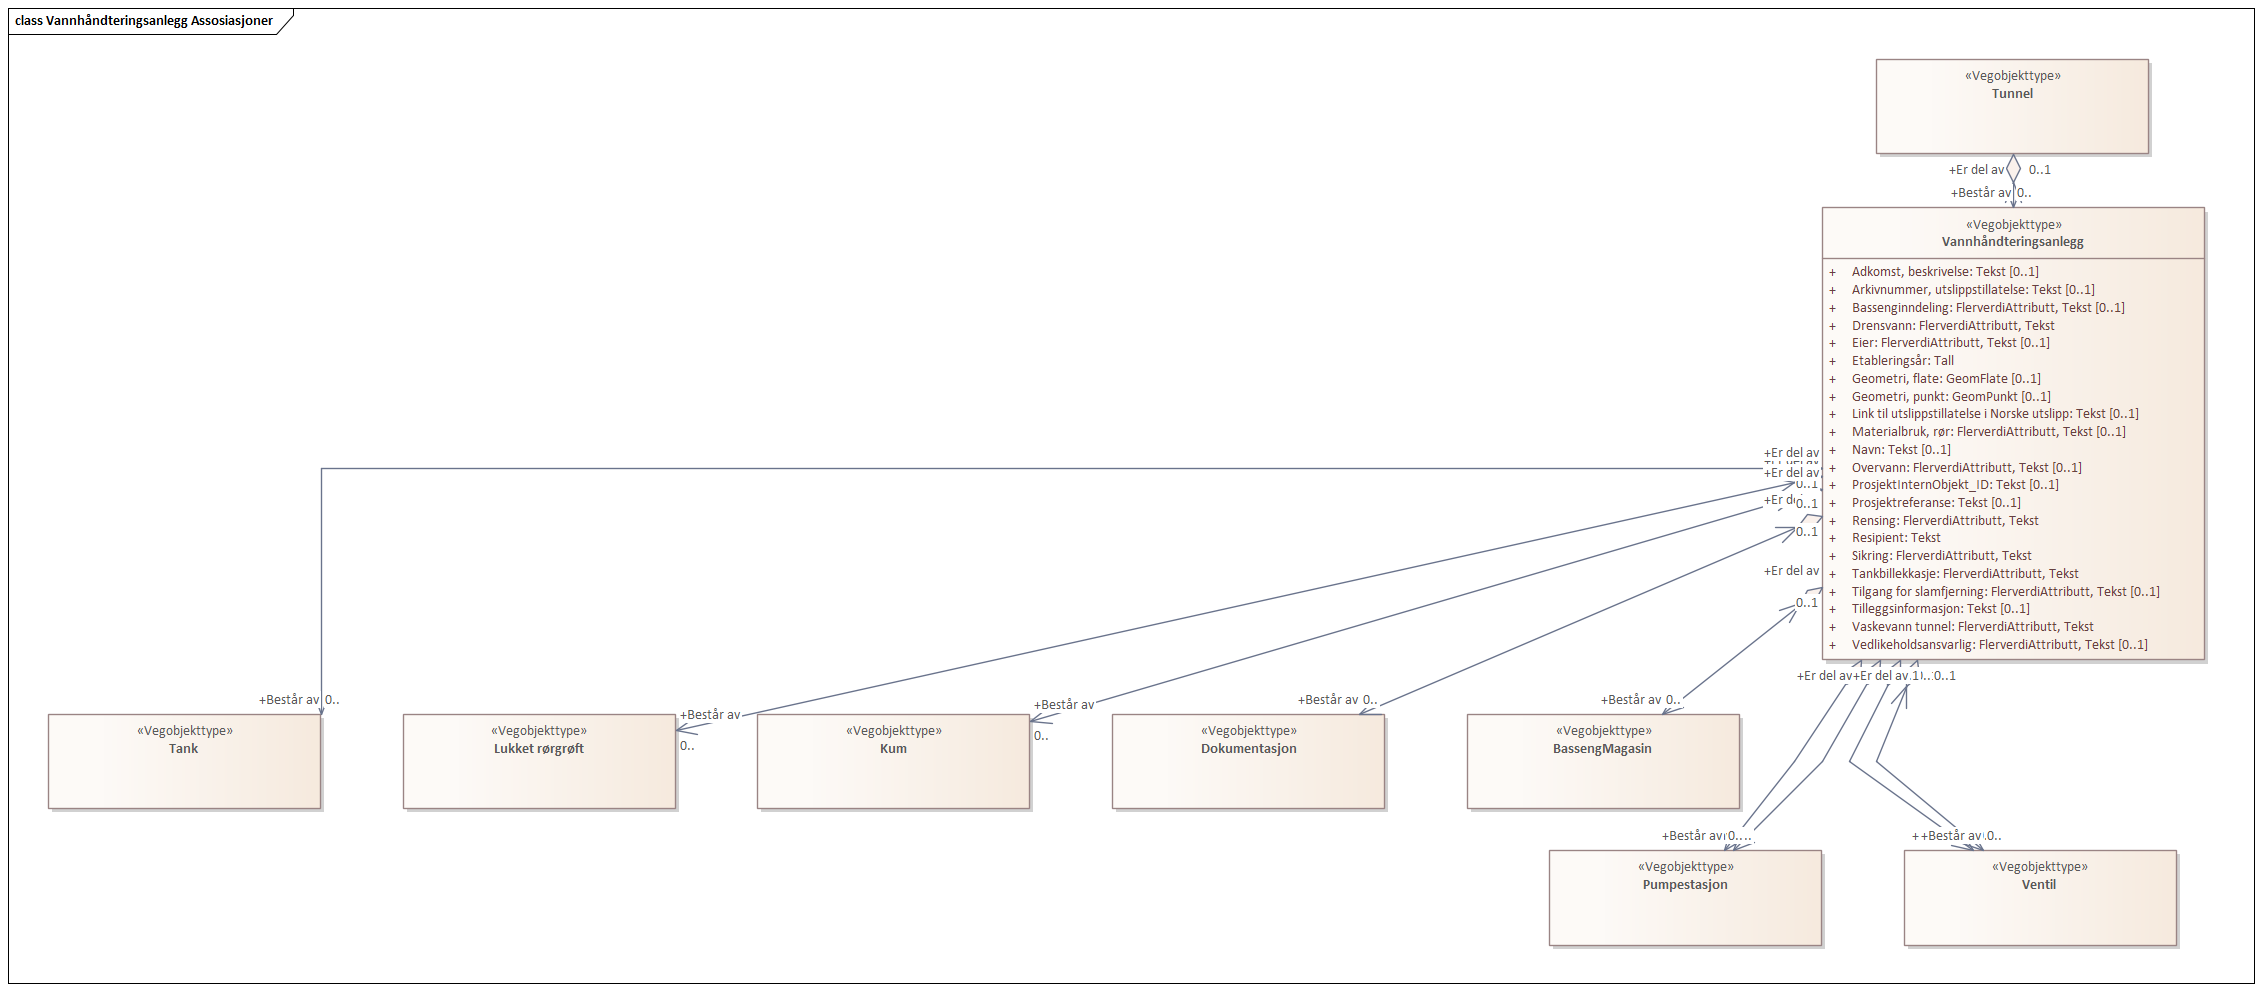 class Vannhåndteringsanlegg Assosiasjoner
«Vegobjekttype»
Tunnel
+Er del av
0..1
+Består av
0..
«Vegobjekttype»
Vannhåndteringsanlegg
+ Adkomst, beskrivelse: Tekst [0..1]
+ Arkivnummer, utslippstillatelse: Tekst [0..1]
+ Bassenginndeling: FlerverdiAttributt, Tekst [0..1]
+ Drensvann: FlerverdiAttributt, Tekst
+ Eier: FlerverdiAttributt, Tekst [0..1]
+ Etableringsår: Tall
+ Geometri, flate: GeomFlate [0..1]
+ Geometri, punkt: GeomPunkt [0..1]
+ Link til utslippstillatelse i Norske utslipp: Tekst [0..1]
+ Materialbruk, rør: FlerverdiAttributt, Tekst [0..1]
+ Navn: Tekst [0..1]
+ Overvann: FlerverdiAttributt, Tekst [0..1]
+ ProsjektInternObjekt_ID: Tekst [0..1]
+ Prosjektreferanse: Tekst [0..1]
+ Rensing: FlerverdiAttributt, Tekst
+ Resipient: Tekst
+ Sikring: FlerverdiAttributt, Tekst
+ Tankbillekkasje: FlerverdiAttributt, Tekst
+ Tilgang for slamfjerning: FlerverdiAttributt, Tekst [0..1]
+ Tilleggsinformasjon: Tekst [0..1]
+ Vaskevann tunnel: FlerverdiAttributt, Tekst
+ Vedlikeholdsansvarlig: FlerverdiAttributt, Tekst [0..1]
+Er del av
+Er del av
0..1
+Er d
0..1
0..1
+Er del av
0..1
+Er del av
+Er del av
0..1
+Består av
0..
«Vegobjekttype»
Tank
+Består av
0..
«Vegobjekttype»
Lukket rørgrøft
+Består av
0..
«Vegobjekttype»
Kum
+Består av
0..
«Vegobjekttype»
Dokumentasjon
+Består av
0..
«Vegobjekttype»
BassengMagasin
+Består av
0..
«Vegobjekttype»
Pumpestasjon
+
+Består av
0..
«Vegobjekttype»
Ventil